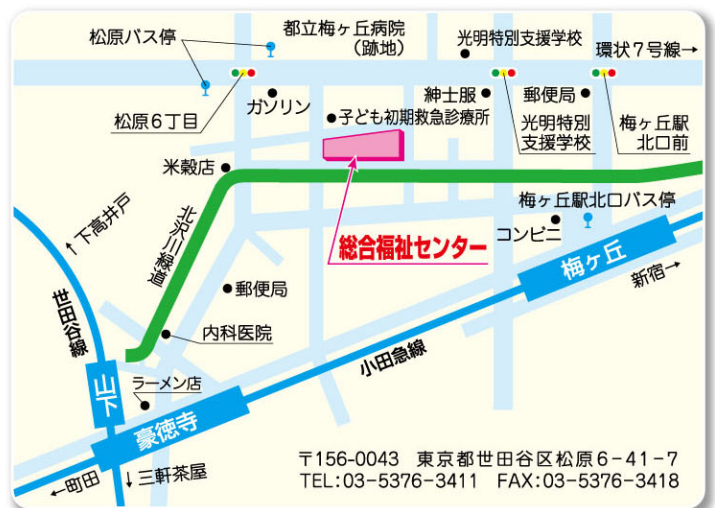 松原バス停
都立梅ヶ丘病院
(跡地)
光明特別支援学校
環状7号線→
松原6丁目
ガソリン
●子ども初期救急診療所
紳士服
郵便局
光明特別
支援学校
梅ヶ丘駅
北口前
米穀店
梅ヶ丘駅北口バス停
コンビニ
総合福祉センター
北沢川緑道
←下高井戸
世田谷線
郵便局
内科医院
梅ヶ丘
新宿→
小田急線
山下
ラーメン店
豪徳寺
←町田
↓三軒茶屋
〒156-0043 東京都世田谷区松原6-41-7
TEL:03-5376-3411 FAX:03-5376-3418